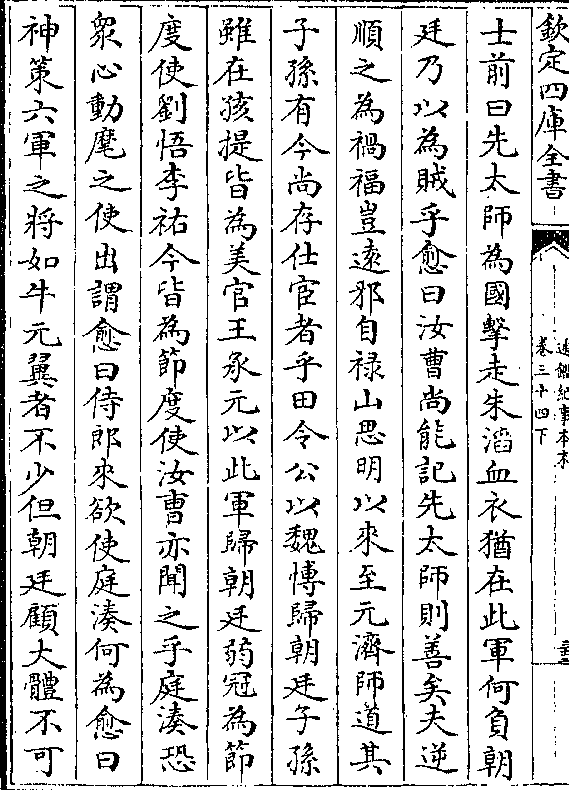 欽定四庫全書
通鑑紀事本末
卷三十四下
士前曰先太師為國擊走朱滔血衣猶在此軍何負朝
廷乃以為賊乎愈曰汝曹尚能記先太師則善矣夫逆
順之為禍福豈逺邪自禄山思明以來至元濟師道其
子孫有今尚存仕宦者乎田令公以魏愽歸朝廷子孫
雖在孩提皆為美官王承元以此軍歸朝廷弱冠為節
度使劉悟李祐今皆為節度使汝曹亦聞之乎庭湊恐
衆心動麾之使出謂愈曰侍郎來欲使庭湊何為愈曰
神策六軍之將如牛元翼者不少但朝廷顧大體不可